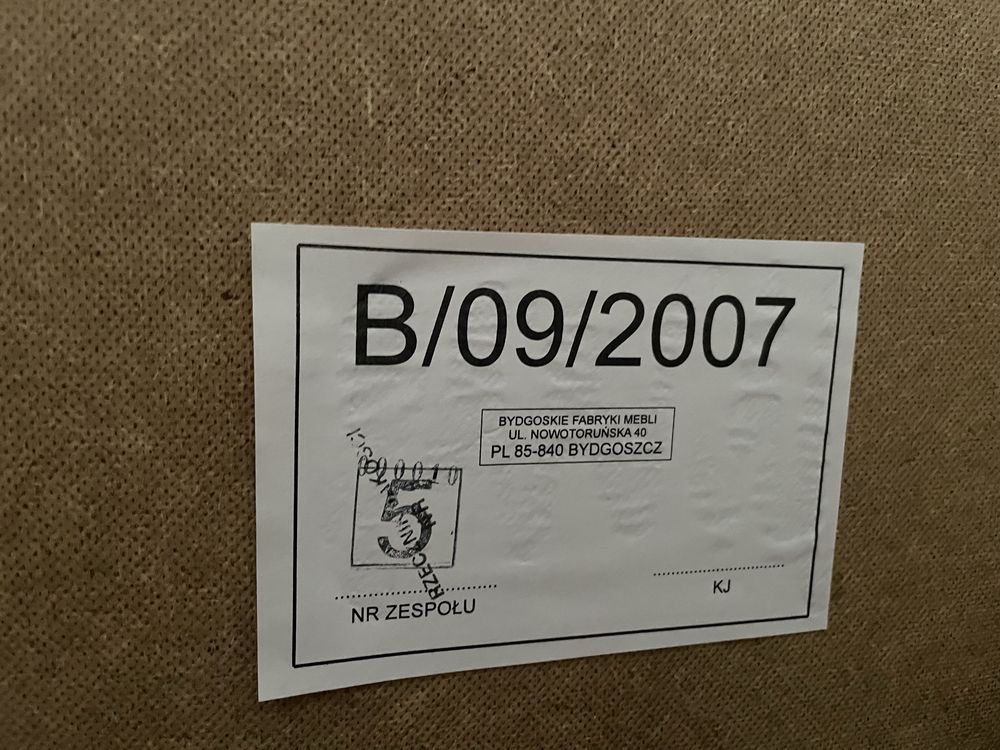 B/09/2007
BYDGOSKIE FABRYKI MEBLI
UL. NOWOTORUŃSKA 40
PL 85-840 BYDGOSZCZ
5
NR ZESPOŁU
KJ